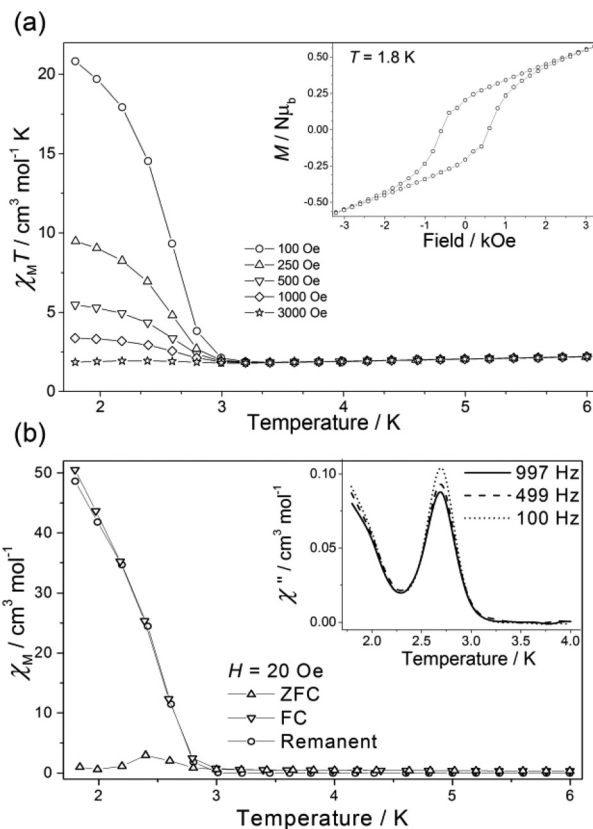 (a)
T = 1.8 K
0.50
0.25
0.00
-0.25
-0.50
M / Nμb
-3 -2 -1 0 1 2 3
Field / kOe
20
15
10
5
0
χMT / cm3 mol-1 K
100 Oe
250 Oe
500 Oe
1000 Oe
3000 Oe
2 3 4 5 6
Temperature / K
(b)
50
40
30
20
10
0
χM / cm3 mol-1
0.10
0.05
0.00
χ'' / cm3 mol-1
997 Hz
499 Hz
100 Hz
2.0 2.5 3.0 3.5 4.0
Temperature / K
H = 20 Oe
ZFC
FC
Remanent
2 3 4 5 6
Temperature / K